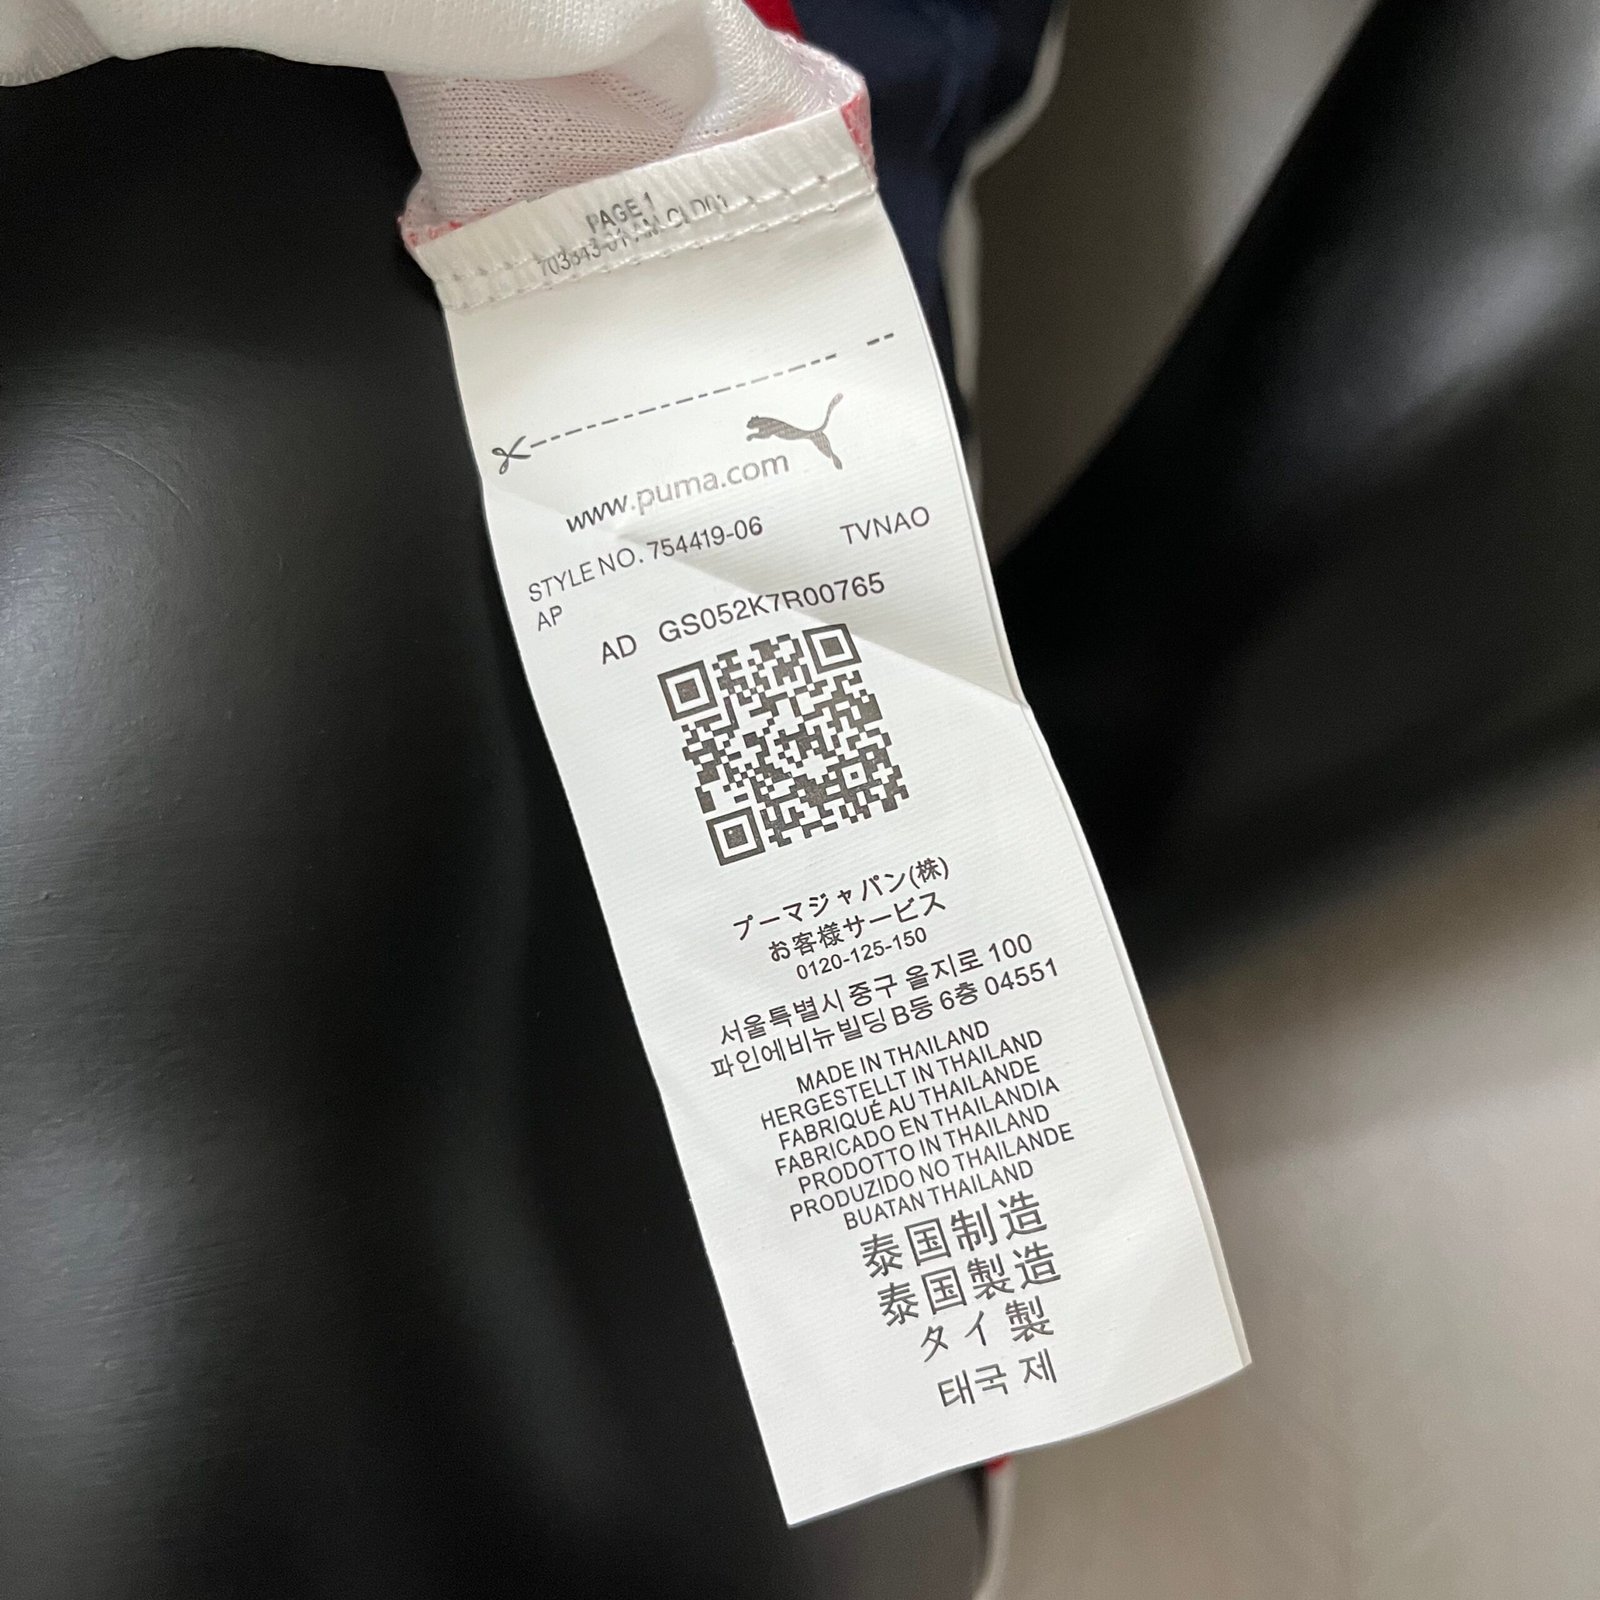 PAGE 1
www.puma.com
STYLE NO. 754419-06 TVNAO
AP
AD GS052K7R00765
プーマジャパン(株)
お客様サービス
0120-125-150
서울특별시 중구 을지로 100
파인에비뉴빌딩 B동 6층 04551
MADE IN THAILAND
HERGESTELLT IN THAILAND
FABRIQUÉ AU THAILANDE
FABRICADO EN THAILANDIA
PRODOTTO IN THAILAND
PRODUZIDO NO THAILANDE
BUATAN THAILAND
泰国制造
泰国製造
タイ製
태국 제